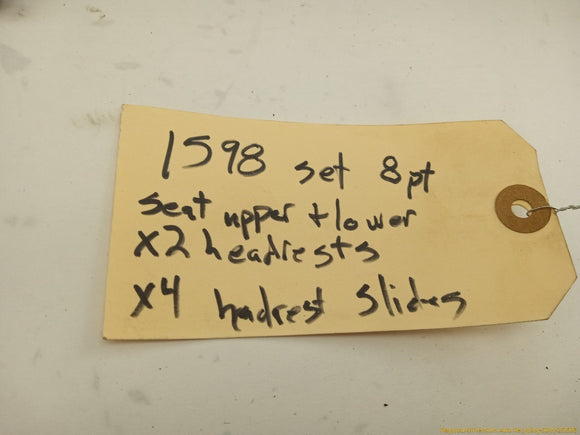 1598 set 8pt
seat upper + lower
x2 headrests
x4 hadrest slides